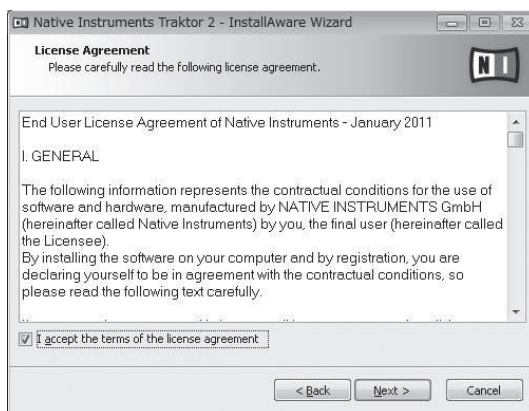 Native Instruments Traktor 2 - InstallAware Wizard
License Agreement
Please carefully read the following license agreement.
N I
End User License Agreement of Native Instruments - January 2011
I. GENERAL
The following information represents the contractual conditions for the use of
software and hardware, manufactured by NATIVE INSTRUMENTS GmbH
(hereinafter called Native Instruments) by you, the final user (hereinafter called
the Licensee).
By installing the software on your computer and by registration, you are
declaring yourself to be in agreement with the contractual conditions, so
please read the following text carefully.
I accept the terms of the license agreement
< Back
Next >
Cancel